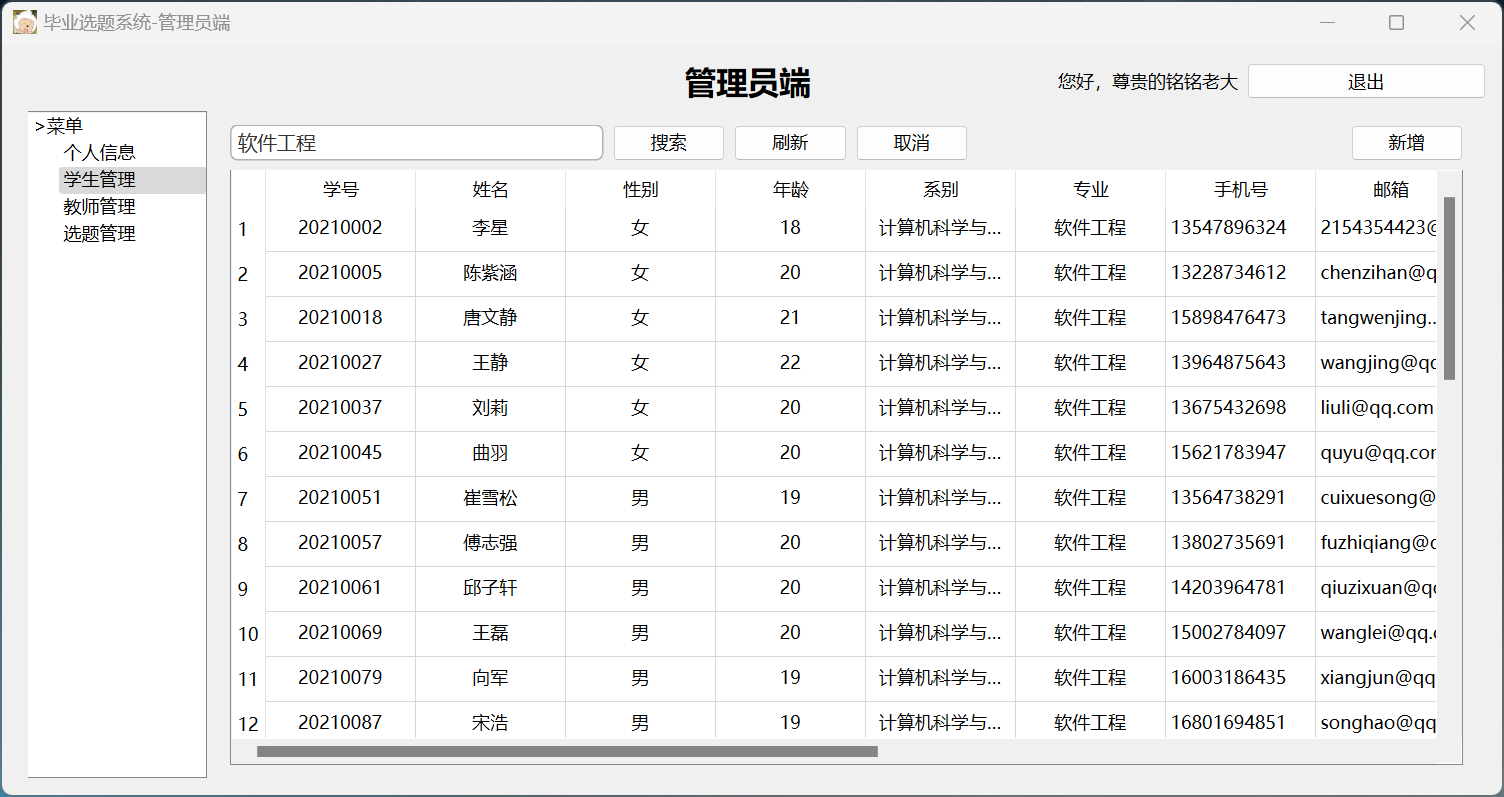 毕业选题系统-管理员端
管理员端
您好，尊贵的铭铭老大 退出
>菜单
个人信息
学生管理
教师管理
选题管理
软件工程 搜索 刷新 取消 新增
学号 姓名 性别 年龄 系别 专业 手机号 邮箱
1 20210002 李星 女 18 计算机科学与... 软件工程 13547896324 2154354423@
2 20210005 陈紫涵 女 20 计算机科学与... 软件工程 13228734612 chenzihan@q
3 20210018 唐文静 女 21 计算机科学与... 软件工程 15898476473 tangwenjing...
4 20210027 王静 女 22 计算机科学与... 软件工程 13964875643 wangjing@qq
5 20210037 刘莉 女 20 计算机科学与... 软件工程 13675432698 liuli@qq.com
6 20210045 曲羽 女 20 计算机科学与... 软件工程 15621783947 quyu@qq.com
7 20210051 崔雪松 男 19 计算机科学与... 软件工程 13564738291 cuixuesong@
8 20210057 傅志强 男 20 计算机科学与... 软件工程 13802735691 fuzhiqiang@q
9 20210061 邱子轩 男 20 计算机科学与... 软件工程 14203964781 qiuzixuan@qq
10 20210069 王磊 男 20 计算机科学与... 软件工程 15002784097 wanglei@qq.c
11 20210079 向军 男 19 计算机科学与... 软件工程 16003186435 xiangjun@qq
12 20210087 宋浩 男 19 计算机科学与... 软件工程 16801694851 songhao@qq